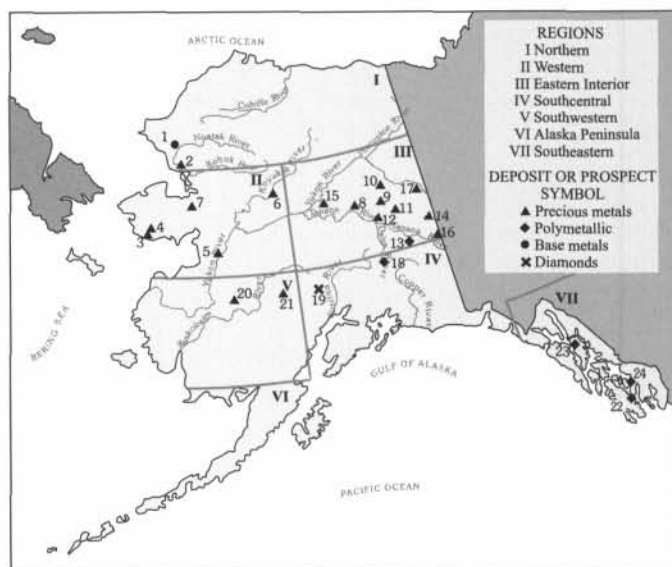 ARCTIC OCEAN
REGIONS
I Northern
II Western
III Eastern Interior
IV Southcentral
V Southwestern
VI Alaska Peninsula
VII Southeastern
DEPOSIT OR PROSPECT
SYMBOL
Precious metals
Polymetallic
Base metals
Diamonds
I
Colville River
1
Noatak River
2
Kobuk
River
III
II
7
6
Yukon River
15
10
17
9
8
11
14
4
3
5
Yukon River
12
13
16
IV
18
V
20
21
19
Copper River
VII
BERING SEA
23
24
22
GULF OF ALASKA
VI
PACIFIC OCEAN